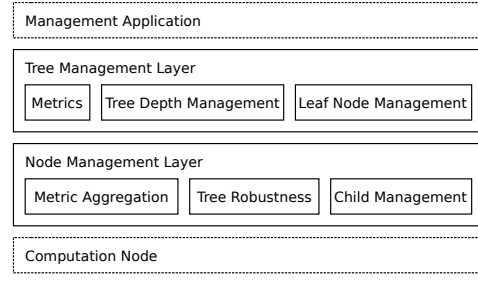 Management Application
Tree Management Layer
Metrics Tree Depth Management Leaf Node Management
Node Management Layer
Metric Aggregation Tree Robustness Child Management
Computation Node